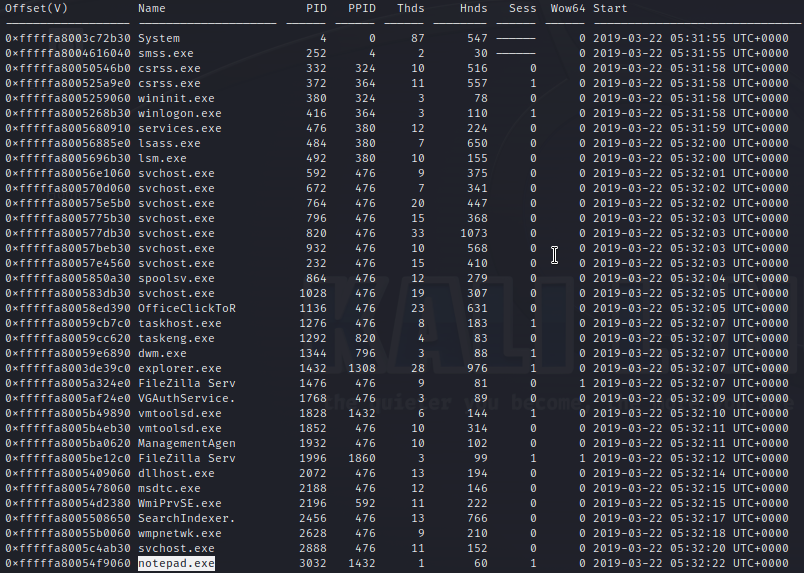 Offset(V) Name PID PPID Thds Hnds Sess Wow64 Start
0×fffffa8003c72b30 System 4 0 87 547 —————— 0 2019-03-22 05:31:55 UTC+0000
0×fffffa8004616040 smss.exe 252 4 2 30 —————— 0 2019-03-22 05:31:55 UTC+0000
0×fffffa80050546b0 csrss.exe 332 324 10 516 0 0 2019-03-22 05:31:58 UTC+0000
0×fffffa800525a9e0 csrss.exe 372 364 11 557 1 0 2019-03-22 05:31:58 UTC+0000
0×fffffa8005259060 wininit.exe 380 324 3 78 0 0 2019-03-22 05:31:58 UTC+0000
0×fffffa8005268b30 winlogon.exe 416 364 3 110 1 0 2019-03-22 05:31:58 UTC+0000
0×fffffa8005680910 services.exe 476 380 12 224 0 0 2019-03-22 05:31:59 UTC+0000
0×fffffa80056885e0 lsass.exe 484 380 7 650 0 0 2019-03-22 05:32:00 UTC+0000
0×fffffa8005696b30 lsm.exe 492 380 10 155 0 0 2019-03-22 05:32:00 UTC+0000
0×fffffa80056e1060 svchost.exe 592 476 9 375 0 0 2019-03-22 05:32:01 UTC+0000
0×fffffa800570d060 svchost.exe 672 476 7 341 0 0 2019-03-22 05:32:02 UTC+0000
0×fffffa800575e5b0 svchost.exe 764 476 20 447 0 0 2019-03-22 05:32:02 UTC+0000
0×fffffa8005775b30 svchost.exe 796 476 15 368 0 0 2019-03-22 05:32:03 UTC+0000
0×fffffa800577db30 svchost.exe 820 476 33 1073 0 0 2019-03-22 05:32:03 UTC+0000
0×fffffa80057beb30 svchost.exe 932 476 10 568 0 0 2019-03-22 05:32:03 UTC+0000
0×fffffa80057e4560 svchost.exe 232 476 15 410 0 0 2019-03-22 05:32:03 UTC+0000
0×fffffa8005850a30 spoolsv.exe 864 476 12 279 0 0 2019-03-22 05:32:04 UTC+0000
0×fffffa800583db30 svchost.exe 1028 476 19 307 0 0 2019-03-22 05:32:05 UTC+0000
0×fffffa80058ed390 OfficeClickToR 1136 476 23 631 0 0 2019-03-22 05:32:05 UTC+0000
0×fffffa80059cb7c0 taskhost.exe 1276 476 8 183 1 0 2019-03-22 05:32:07 UTC+0000
0×fffffa80059cc620 taskeng.exe 1292 820 4 83 0 0 2019-03-22 05:32:07 UTC+0000
0×fffffa80059e6890 dwm.exe 1344 796 3 88 1 0 2019-03-22 05:32:07 UTC+0000
0×fffffa8003de39c0 explorer.exe 1432 1308 28 976 1 0 2019-03-22 05:32:07 UTC+0000
0×fffffa8005a324e0 FileZilla Serv 1476 476 9 81 0 1 2019-03-22 05:32:07 UTC+0000
0×fffffa8005af24e0 VGAuthService. 1768 476 3 89 0 0 2019-03-22 05:32:09 UTC+0000
0×fffffa8005b49890 vmtoolsd.exe 1828 1432 6 144 1 0 2019-03-22 05:32:10 UTC+0000
0×fffffa8005b4eb30 vmtoolsd.exe 1852 476 10 314 0 0 2019-03-22 05:32:11 UTC+0000
0×fffffa8005ba0620 ManagementAgen 1932 476 10 102 0 0 2019-03-22 05:32:11 UTC+0000
0×fffffa8005be12c0 FileZilla Serv 1996 1860 3 99 1 1 2019-03-22 05:32:12 UTC+0000
0×fffffa8005409060 dllhost.exe 2072 476 13 194 0 0 2019-03-22 05:32:14 UTC+0000
0×fffffa8005478060 msdtc.exe 2188 476 12 146 0 0 2019-03-22 05:32:15 UTC+0000
0×fffffa80054d2380 WmiPrvSE.exe 2196 592 11 222 0 0 2019-03-22 05:32:15 UTC+0000
0×fffffa8005508650 SearchIndexer. 2456 476 13 766 0 0 2019-03-22 05:32:17 UTC+0000
0×fffffa80055b0060 wmpnetwk.exe 2628 476 9 210 0 0 2019-03-22 05:32:18 UTC+0000
0×fffffa8005c4ab30 svchost.exe 2888 476 11 152 0 0 2019-03-22 05:32:20 UTC+0000
0×fffffa80054f9060 notepad.exe 3032 1432 1 60 1 0 2019-03-22 05:32:22 UTC+0000
KALI
the quieter you become,